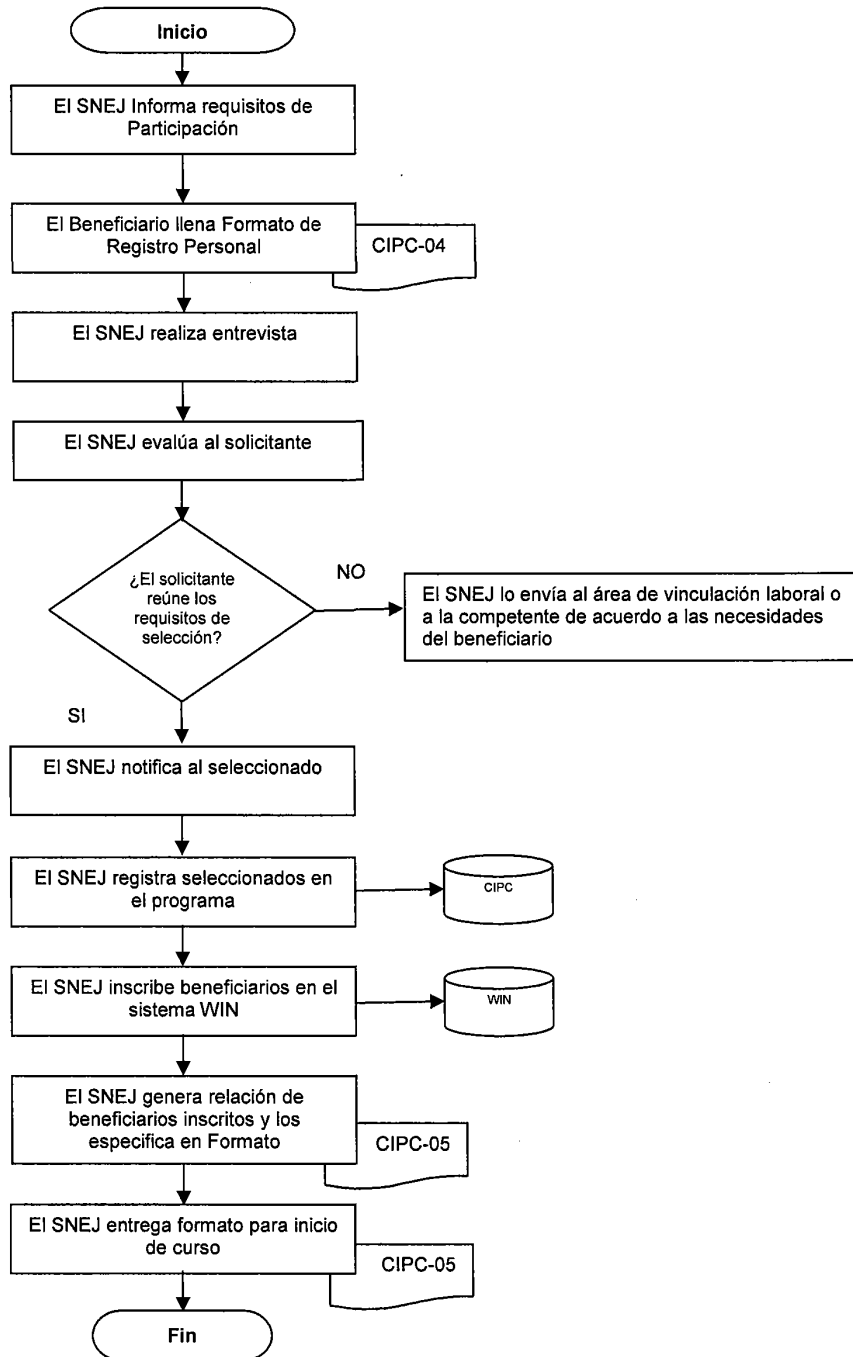 Inicio
El SNEJ Informa requisitos de
Participación
El Beneficiario llena Formato de
Registro Personal
CIPC-04
El SNEJ realiza entrevista
El SNEJ evalúa al solicitante
¿El solicitante
reúne los
requisitos de
selección?
NO
El SNEJ lo envía al área de vinculación laboral o
a la competente de acuerdo a las necesidades
del beneficiario
SI
El SNEJ notifica al seleccionado
El SNEJ registra seleccionados en
el programa
CIPC
El SNEJ inscribe beneficiarios en el
sistema WIN
WIN
El SNEJ genera relación de
beneficiarios inscritos y los
especifica en Formato
CIPC-05
El SNEJ entrega formato para inicio
de curso
CIPC-05
Fin